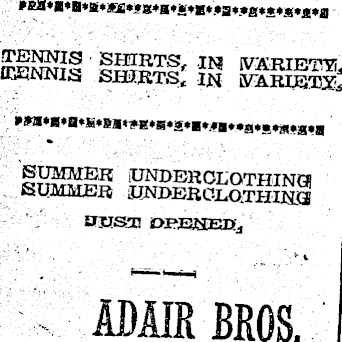 TENNIS SHIRTS, IN VARIETY,
TENNIS SHIRTS, IN VARIETY,
SUMMER UNDERCLOTHING
SUMMER UNDERCLOTHING
JUST OPENED,
ADAIR BROS.